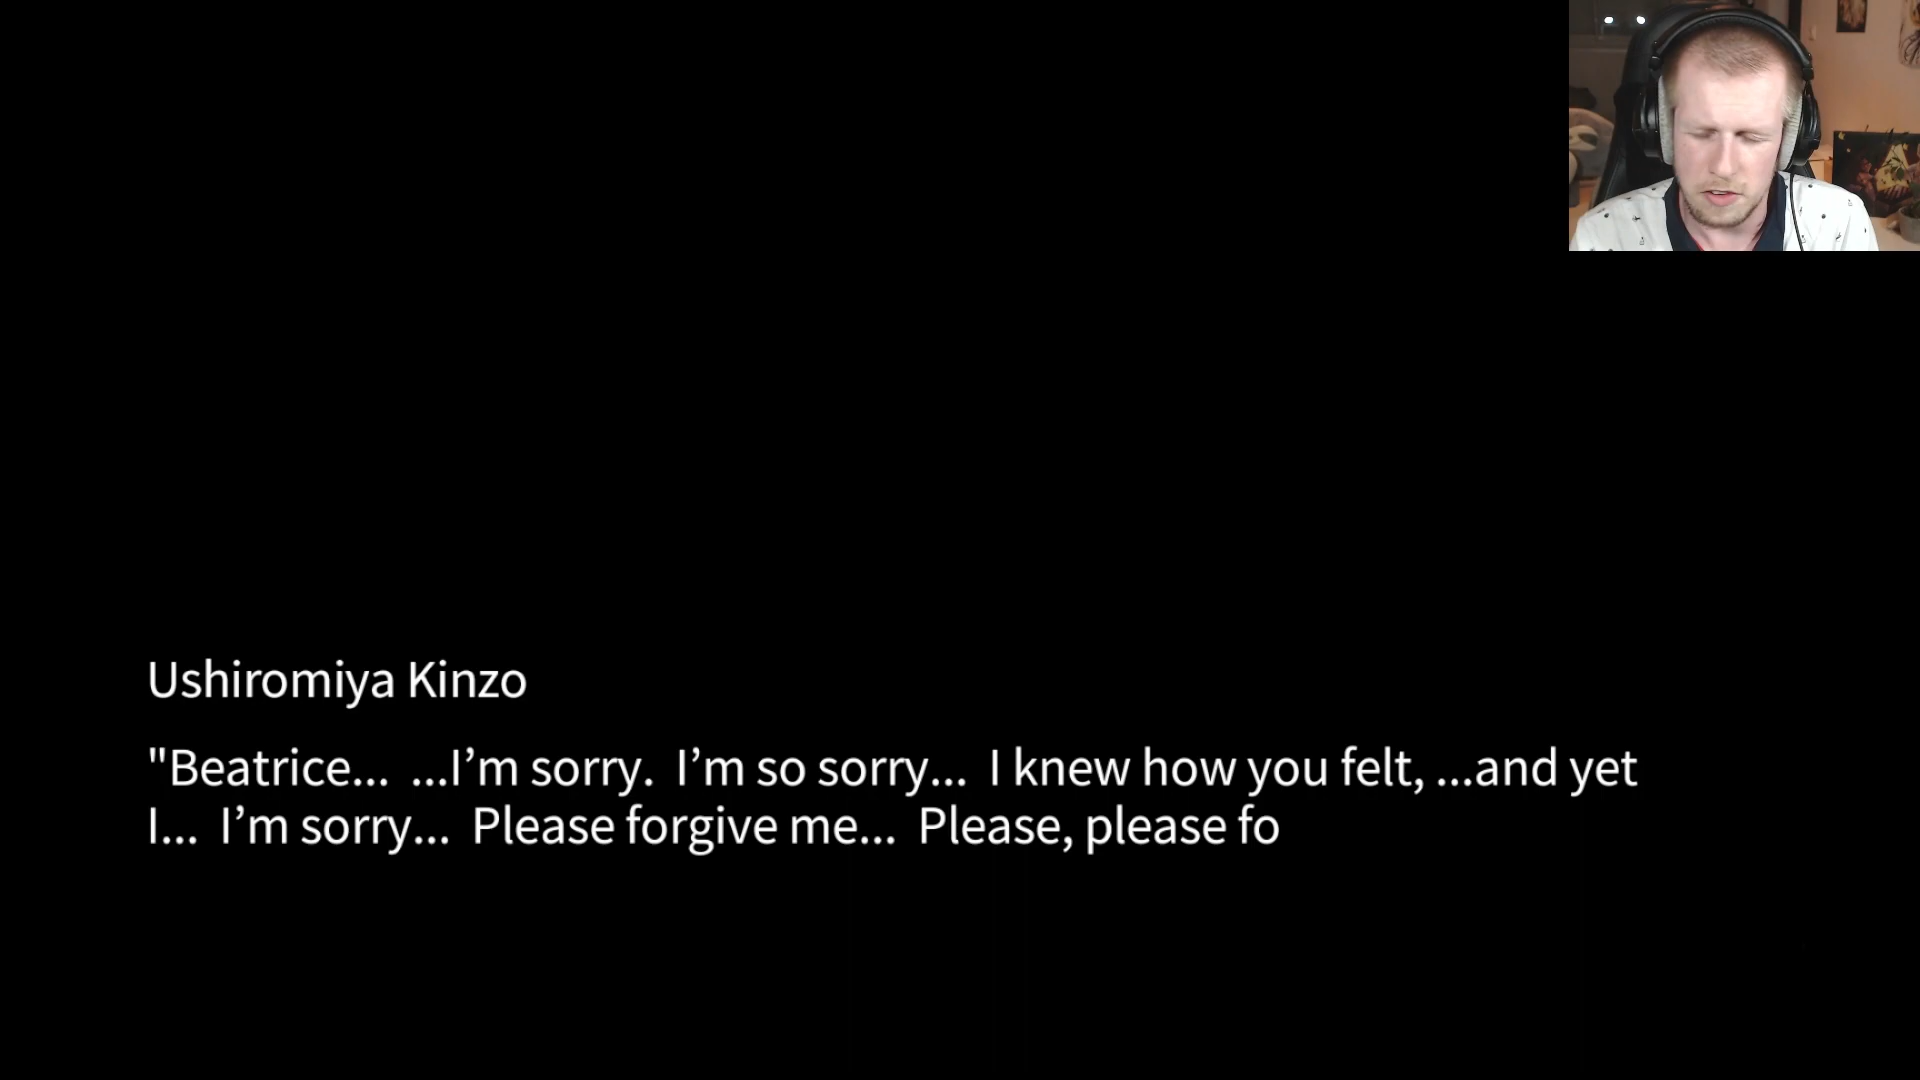 Ushiromiya Kinzo
"Beatrice...  ...I’m sorry.  I’m so sorry...  I knew how you felt, ...and yet
I...  I’m sorry...  Please forgive me...  Please, please fo